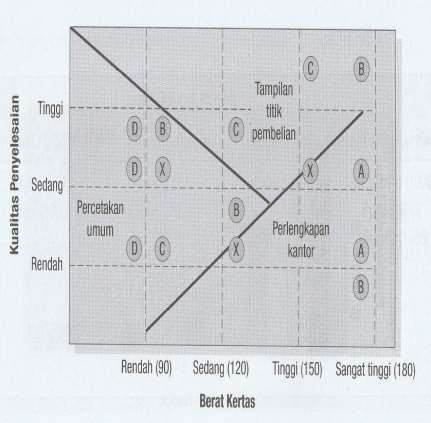 Kualitas Penyelesaian
C B
Tampilan
titik
pembelian
Tinggi
D B C
D X X A
Sedang
Percetakan
umum
B
Perlengkapan
kantor
D C X A
Rendah
B
Rendah (90) Sedang (120) Tinggi (150) Sangat tinggi (180)
Berat Kertas